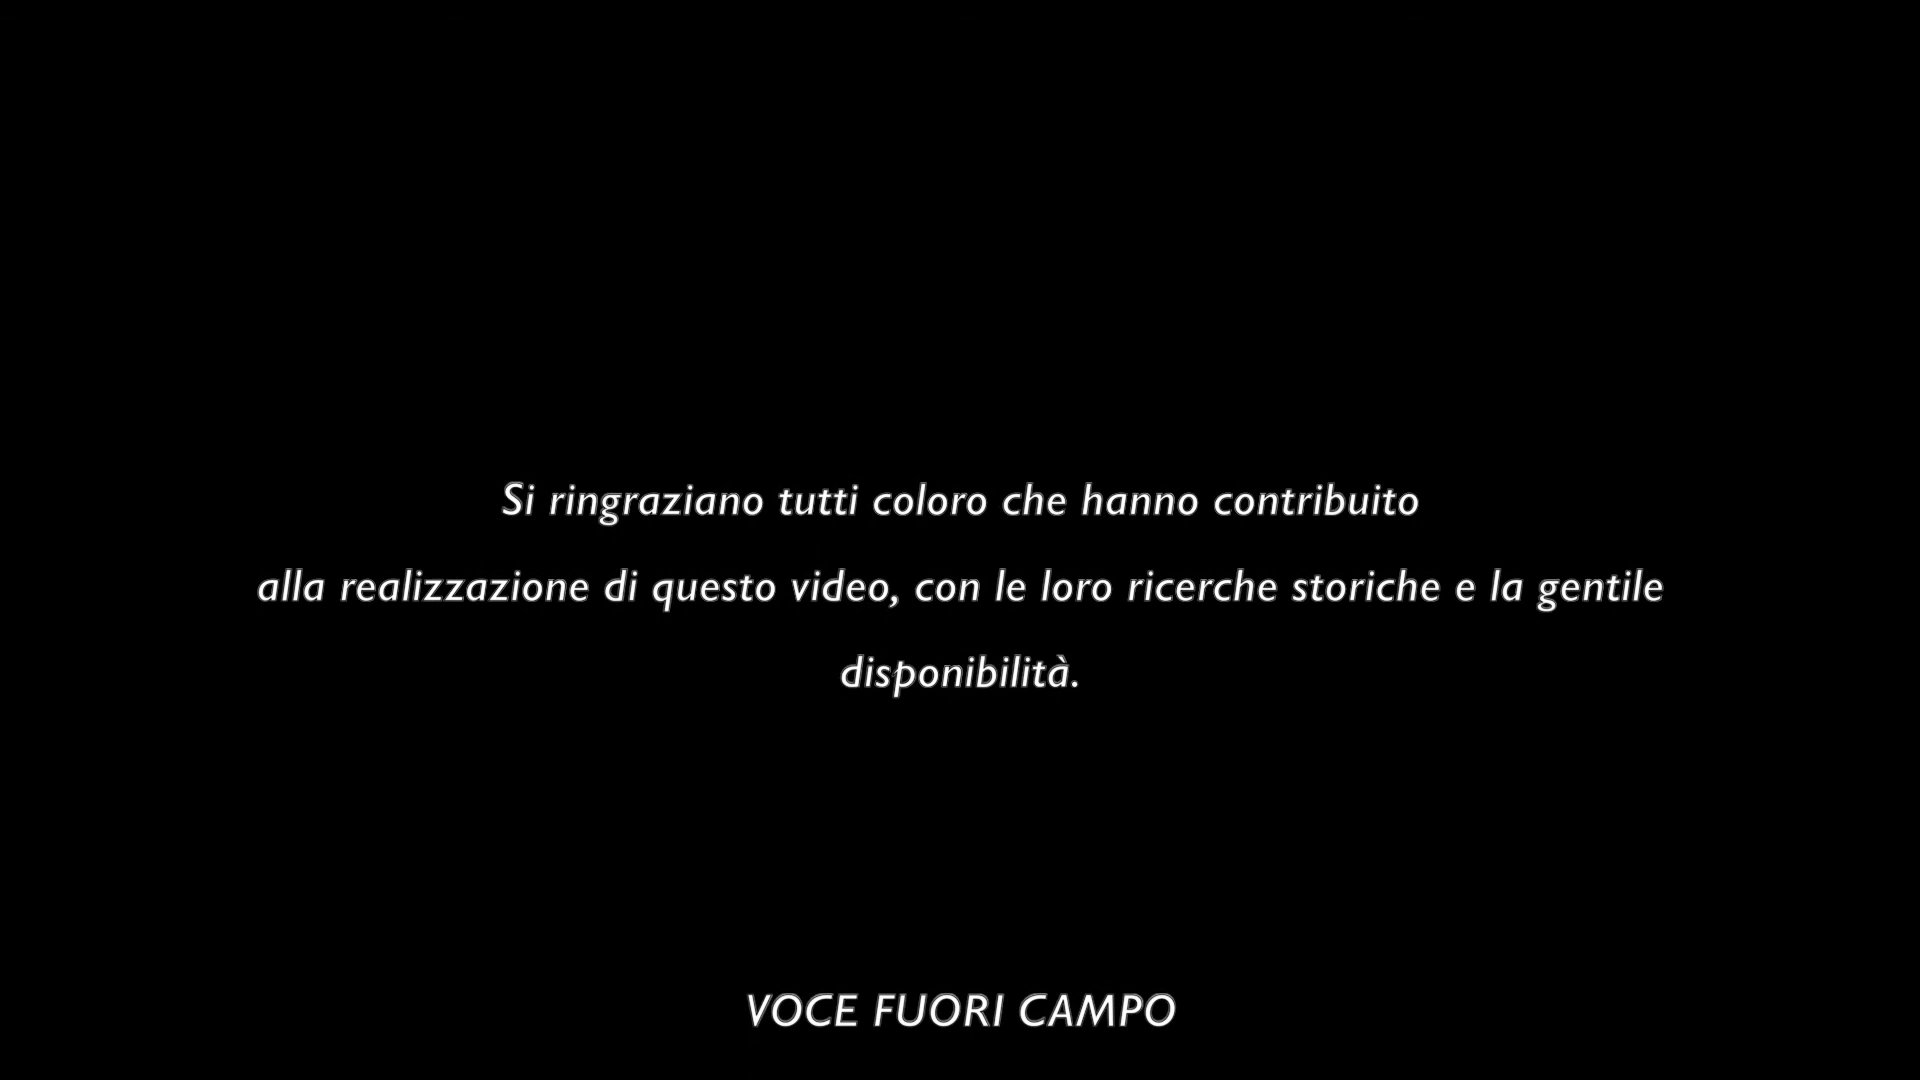 Si ringraziano tutti coloro che hanno contribuito
alla realizzazione di questo video, con le loro ricerche storiche e la gentile
disponibilità.
VOCE FUORI CAMPO